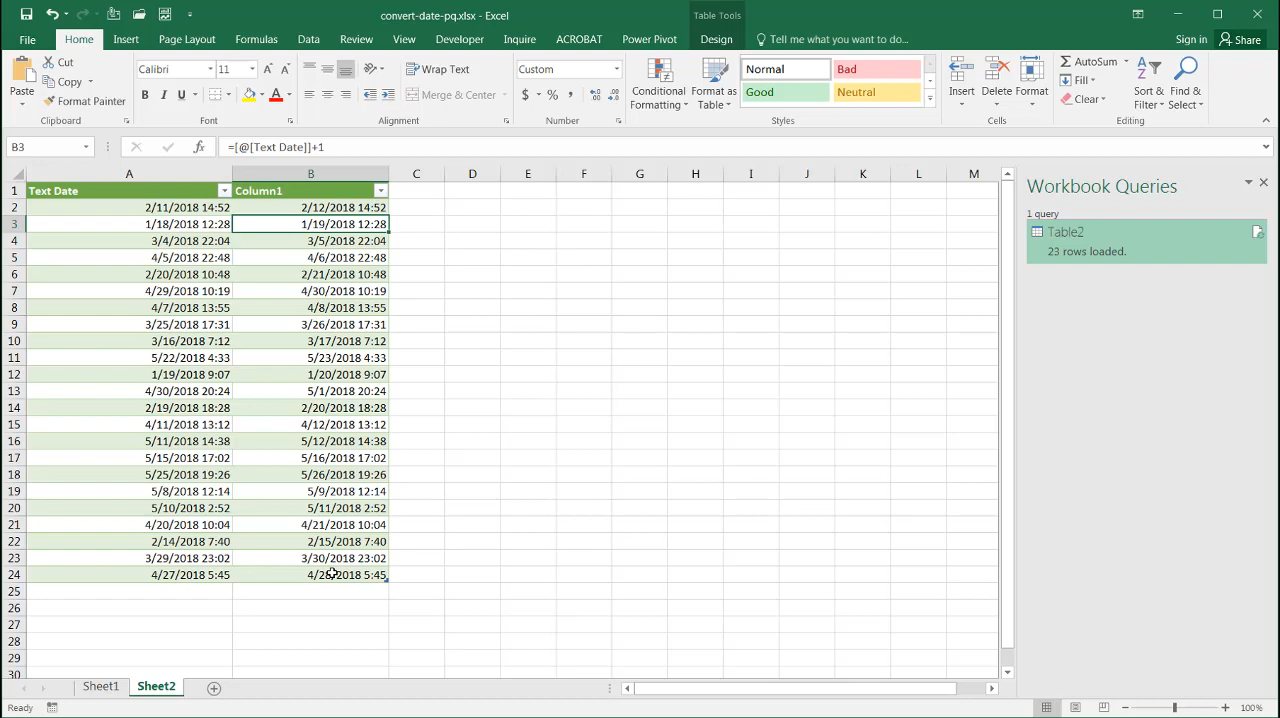 convert-date-pq.xlsx - Excel
Table Tools
File Home Insert Page Layout Formulas Data Review View Developer Inquire ACROBAT Power Pivot Design Tell me what you want to do... Sign in Share
Paste
Cut
Copy
Format Painter
Clipboard
Calibri 11
A A
B I U A
Font
Wrap Text
Merge & Center
Alignment
Custom
$ % , .0 .00 .00 .0
Number
Conditional Formatting
Format as Table
Normal Bad
Good Neutral
Styles
Insert Delete Format
Cells
AutoSum
Fill
Clear
Sort & Filter
Find & Select
Editing
B3 fx =[@[Text Date]]+1
A B C D E F G H I J K L M
1 Text Date Column1
2 2/11/2018 14:52 2/12/2018 14:52
3 1/18/2018 12:28 1/19/2018 12:28
4 3/4/2018 22:04 3/5/2018 22:04
5 4/5/2018 22:48 4/6/2018 22:48
6 2/20/2018 10:48 2/21/2018 10:48
7 4/29/2018 10:19 4/30/2018 10:19
8 4/7/2018 13:55 4/8/2018 13:55
9 3/25/2018 17:31 3/26/2018 17:31
10 3/16/2018 7:12 3/17/2018 7:12
11 5/22/2018 4:33 5/23/2018 4:33
12 1/19/2018 9:07 1/20/2018 9:07
13 4/30/2018 20:24 5/1/2018 20:24
14 2/19/2018 18:28 2/20/2018 18:28
15 4/11/2018 13:12 4/12/2018 13:12
16 5/11/2018 14:38 5/12/2018 14:38
17 5/15/2018 17:02 5/16/2018 17:02
18 5/25/2018 19:26 5/26/2018 19:26
19 5/8/2018 12:14 5/9/2018 12:14
20 5/10/2018 2:52 5/11/2018 2:52
21 4/20/2018 10:04 4/21/2018 10:04
22 2/14/2018 7:40 2/15/2018 7:40
23 3/29/2018 23:02 3/30/2018 23:02
24 4/27/2018 5:45 4/28/2018 5:45
25
26
27
28
29
30
Workbook Queries
1 query
Table2
23 rows loaded.
Sheet1 Sheet2
Ready
100%